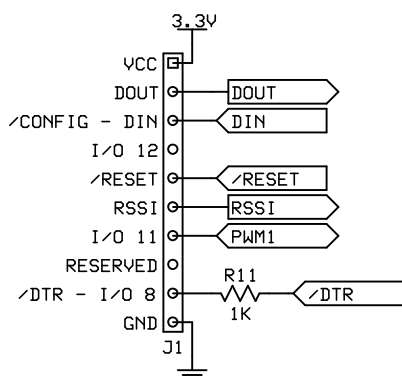 3.3V
VCC
DOUT DOUT
/CONFIG - DIN DIN
I/O 12
/RESET /RESET
RSSI RSSI
I/O 11 PWM1
RESERVED
R11
/DTR - I/O 8 /DTR
1K
GND
J1